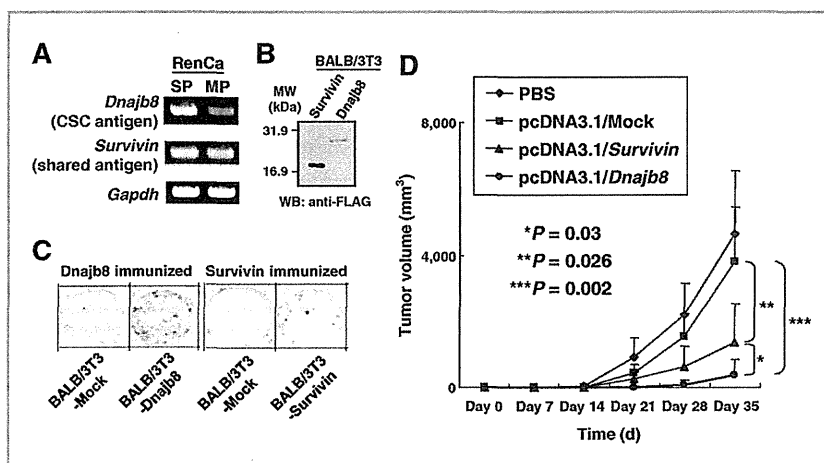 A
RenCa
SP MP
Dnajb8
(CSC antigen)
Survivin
(shared antigen)
Gapdh
B
BALB/3T3
MW
(kDa)
Survivin
Dnajb8
31.9
16.9
WB: anti-FLAG
C
Dnajb8 immunized
Survivin immunized
BALB/3T3
-Mock
BALB/3T3
-Dnajb8
BALB/3T3
-Mock
BALB/3T3
-Survivin
D
PBS
pcDNA3.1/Mock
pcDNA3.1/Survivin
pcDNA3.1/Dnajb8
*P = 0.03
**P = 0.026
***P = 0.002
Tumor volume (mm³)
8,000
4,000
0
**
***
*
Day 0 Day 7 Day 14 Day 21 Day 28 Day 35
Time (d)